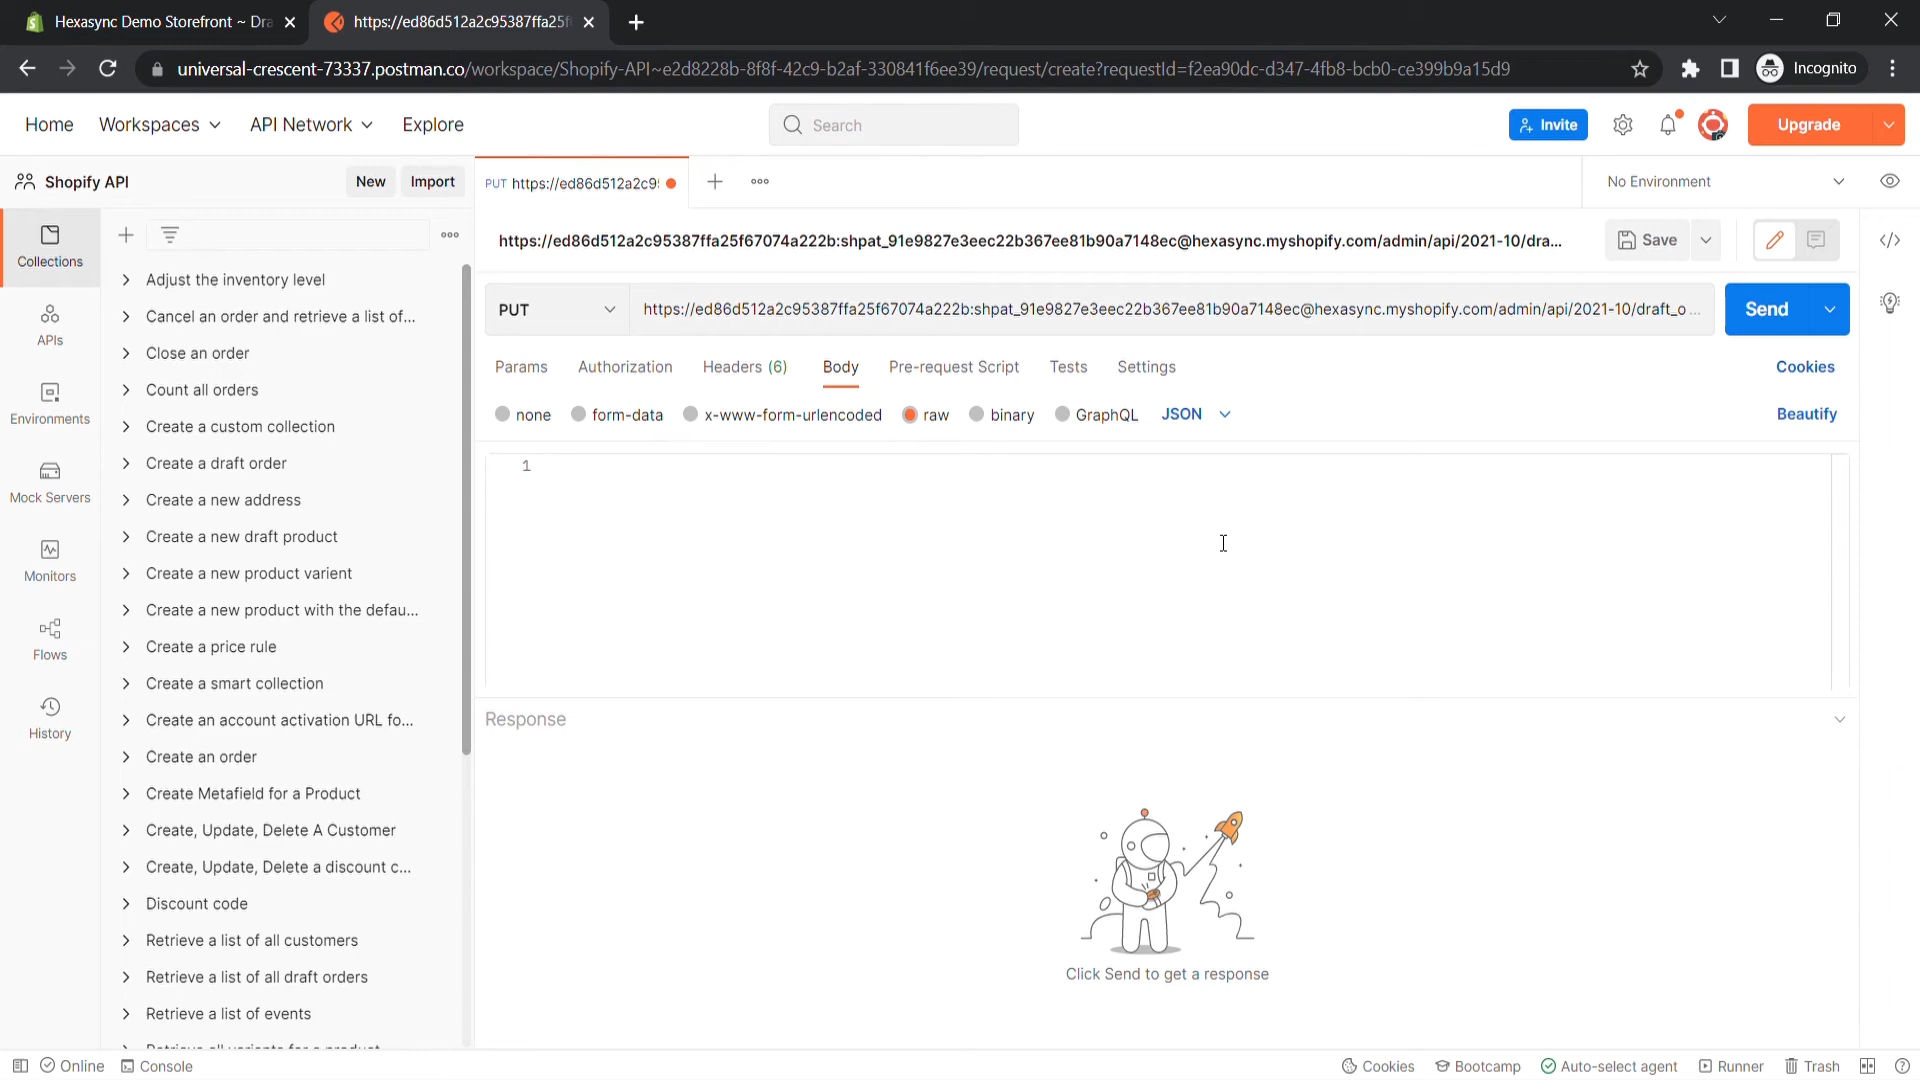 Hexasync Demo Storefront ~ Dra
https://ed86d512a2c95387ffa25f
universal-crescent-73337.postman.co/workspace/Shopify-API~e2d8228b-8f8f-42c9-b2af-330841f6ee39/request/create?requestId=f2ea90dc-d347-4fb8-bcb0-ce399b9a15d9
Incognito
Home
Workspaces
API Network
Explore
Search
Invite
Upgrade
Shopify API
New
Import
PUT https://ed86d512a2c9
No Environment
Collections
APIs
Environments
Mock Servers
Monitors
Flows
History
Adjust the inventory level
Cancel an order and retrieve a list of...
Close an order
Count all orders
Create a custom collection
Create a draft order
Create a new address
Create a new draft product
Create a new product varient
Create a new product with the defau...
Create a price rule
Create a smart collection
Create an account activation URL fo...
Create an order
Create Metafield for a Product
Create, Update, Delete A Customer
Create, Update, Delete a discount c...
Discount code
Retrieve a list of all customers
Retrieve a list of all draft orders
Retrieve a list of events
https://ed86d512a2c95387ffa25f67074a222b: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@hexasync.myshopify.com/admin/api/2021-10/dra...
Save
PUT
https://ed86d512a2c95387ffa25f67074a222b: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@hexasync.myshopify.com/admin/api/2021-10/draft_o...
Send
Params
Authorization
Headers (6)
Body
Pre-request Script
Tests
Settings
Cookies
none
form-data
x-www-form-urlencoded
raw
binary
GraphQL
JSON
Beautify
1
Response
Click Send to get a response
Online
Console
Cookies
Bootcamp
Auto-select agent
Runner
Trash